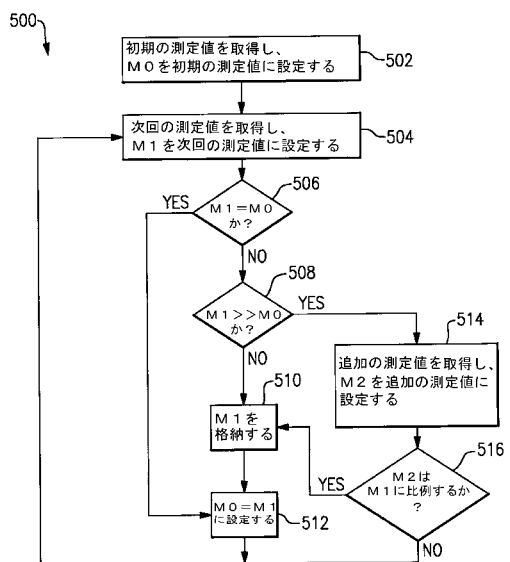 500
初期の測定値を取得し、
M0を初期の測定値に設定する
502
次回の測定値を取得し、
M1を次回の測定値に設定する
504
506
YES
M1=M0
か?
NO
508
M1>>M0
か?
YES
NO
514
追加の測定値を取得し、
M2を追加の測定値に
設定する
510
M1を
格納する
516
M2は
M1に比例するか
?
YES
NO
M0=M1
に設定する
512